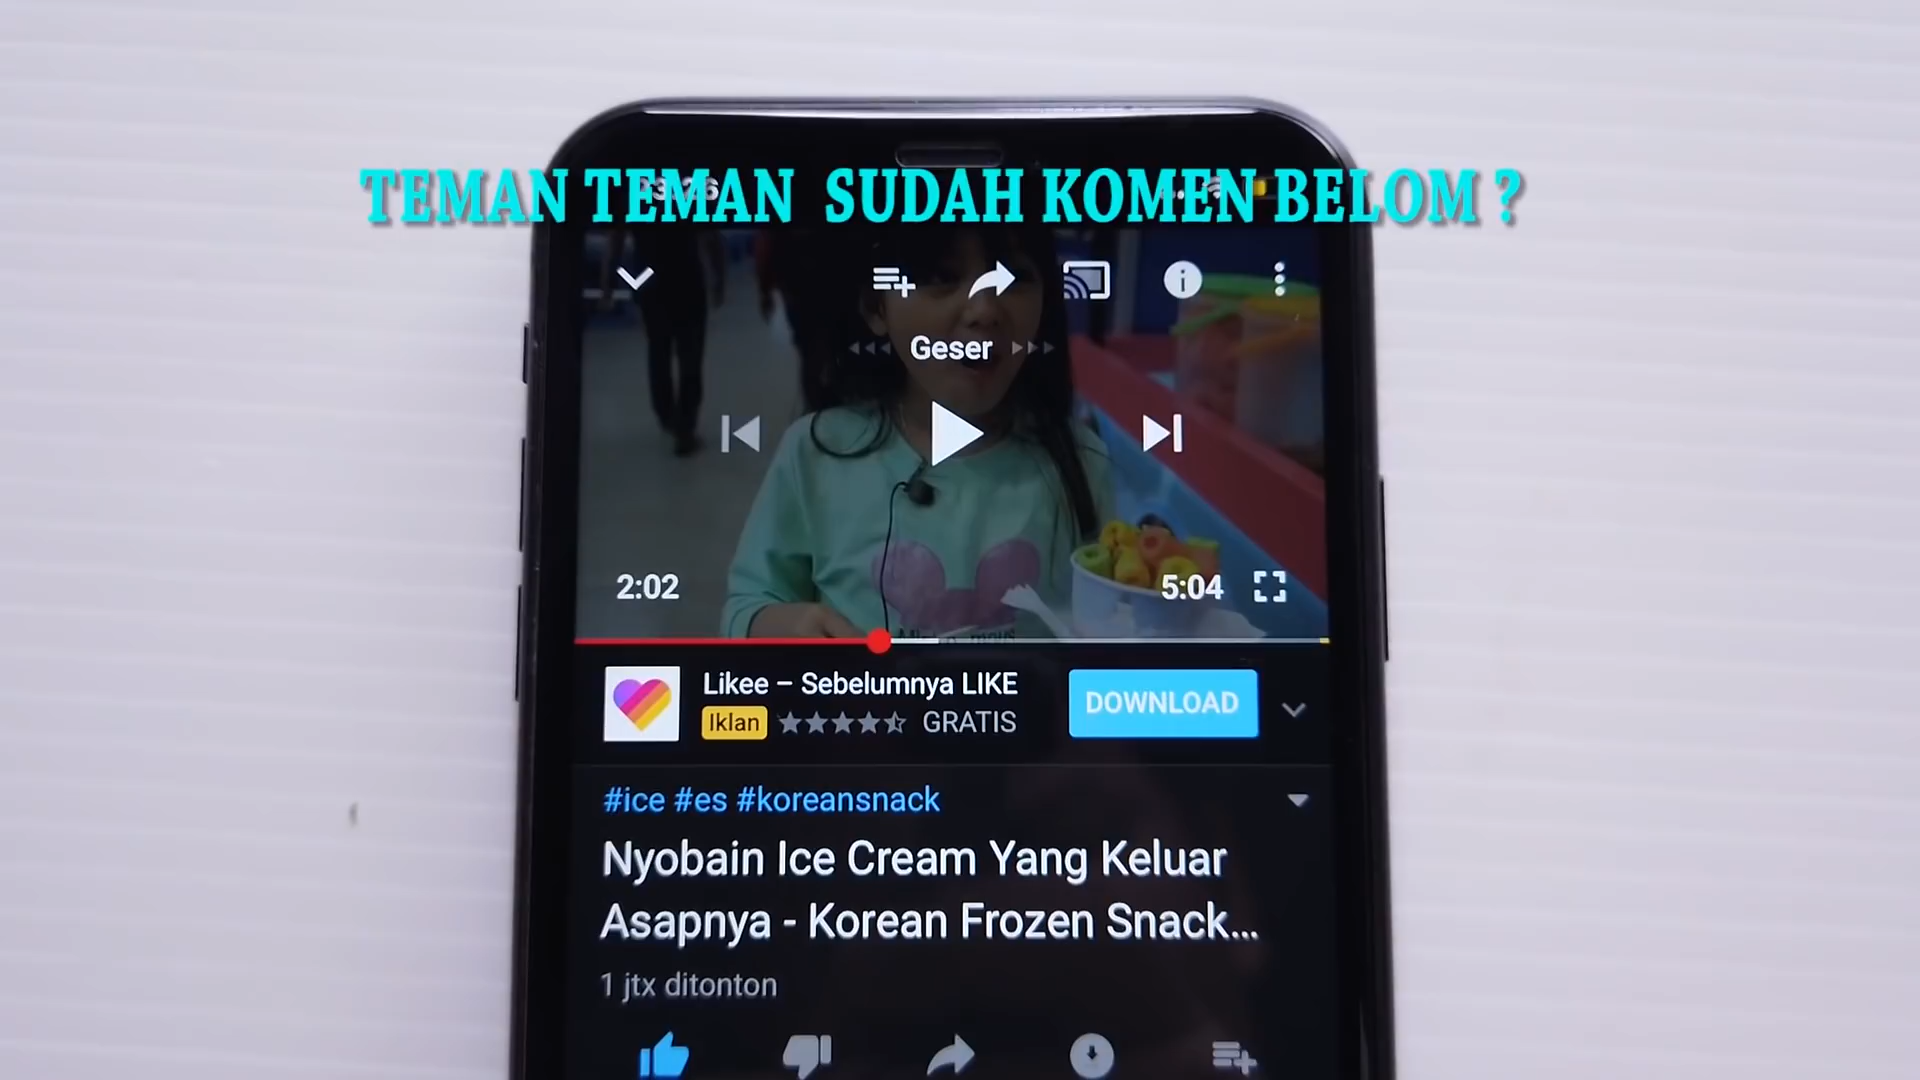 TEMAN TEMAN SUDAH KOMEN BELOM ?
Geser
2:02
5:04
Likee – Sebelumnya LIKE
DOWNLOAD
Iklan
GRATIS
#ice #es #koreansnack
Nyobain Ice Cream Yang Keluar
Asapnya - Korean Frozen Snack...
1 jtx ditonton